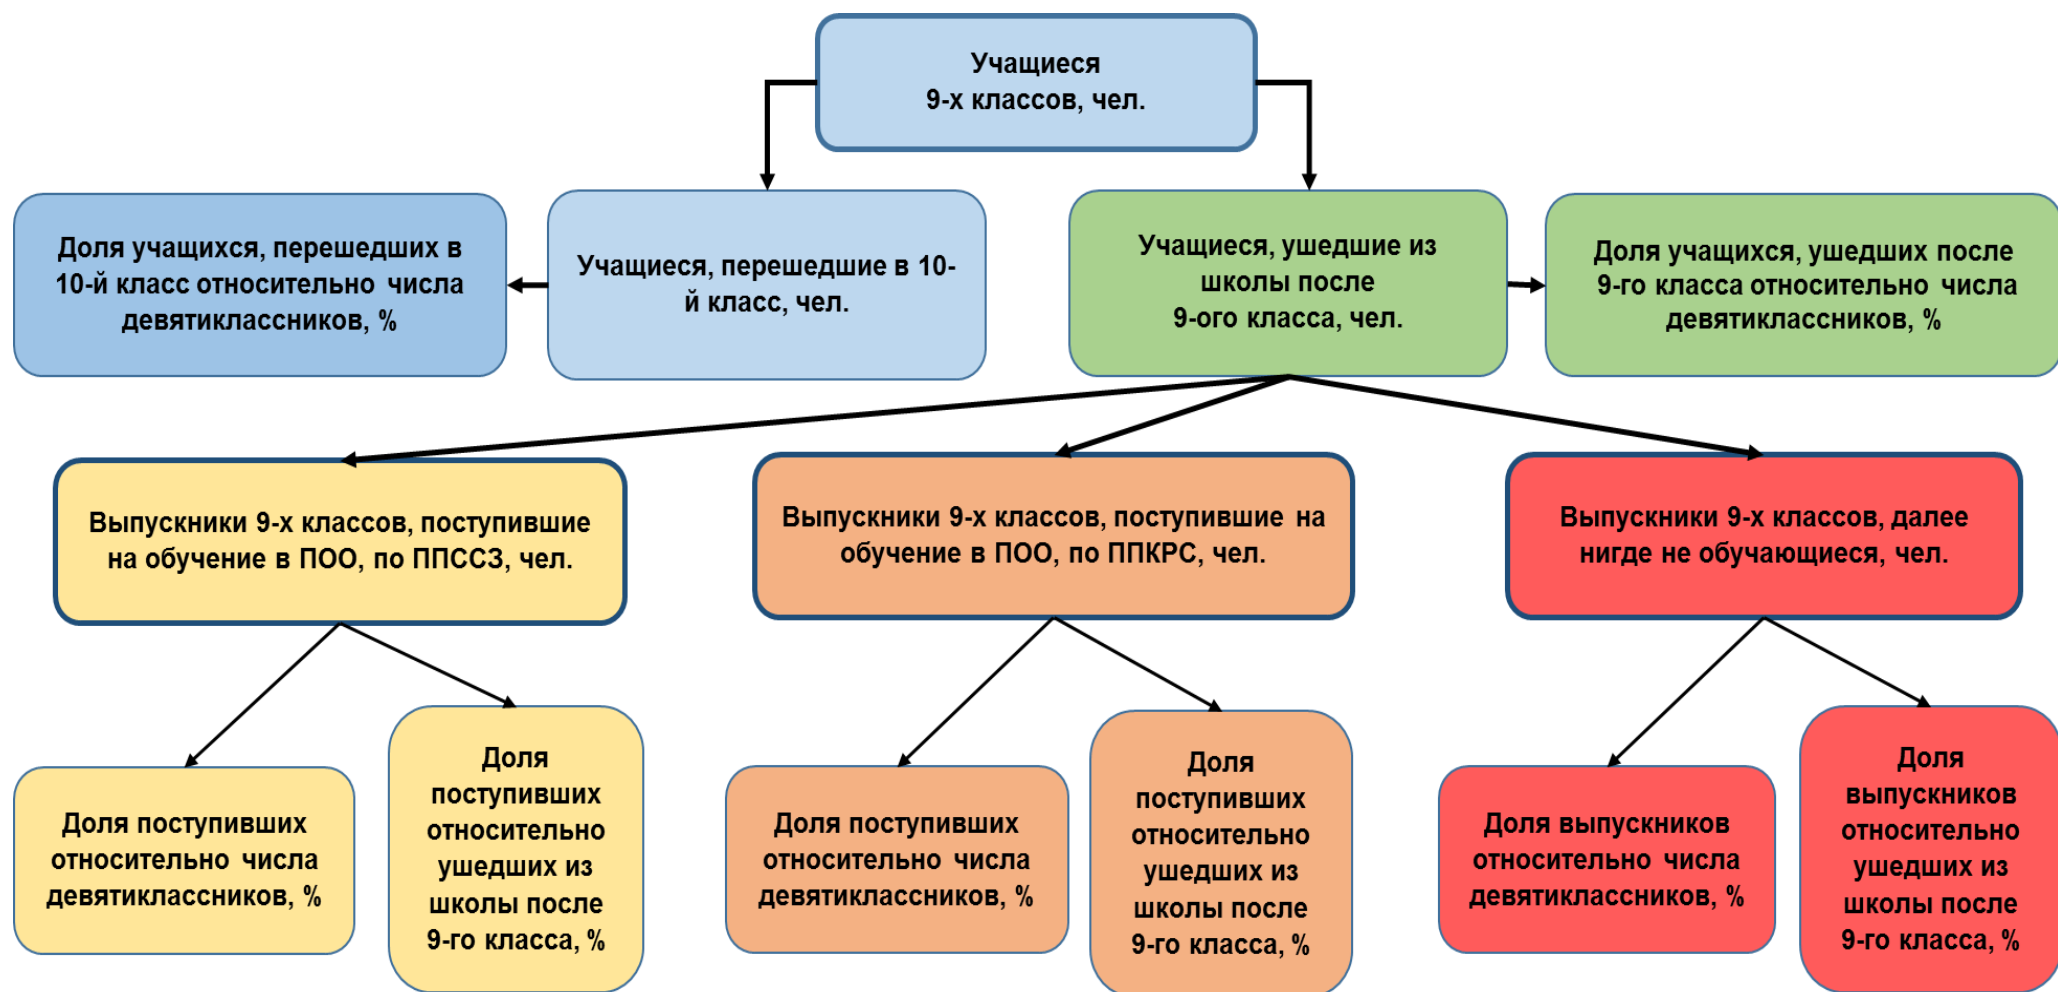 Учащиеся
9-х классов, чел.
Доля учащихся, перешедших в
10-й класс относительно числа
девятиклассников, %
Учащиеся, перешедшие в 10-
й класс, чел.
Учащиеся, ушедшие из
школы после
9-ого класса, чел.
Доля учащихся, ушедших после
9-го класса относительно числа
девятиклассников, %
Выпускники 9-х классов, поступившие
на обучение в ПОО, по ППССЗ, чел.
Выпускники 9-х классов, поступившие на
обучение в ПОО, по ППКРС, чел.
Выпускники 9-х классов, далее
нигде не обучающиеся, чел.
Доля поступивших
относительно числа
девятиклассников, %
Доля
поступивших
относительно
ушедших из
школы после
9-го класса, %
Доля поступивших
относительно числа
девятиклассников, %
Доля
поступивших
относительно
ушедших из
школы после
9-го класса, %
Доля выпускников
относительно числа
девятиклассников, %
Доля
выпускников
относительно
ушедших из
школы после
9-го класса, %